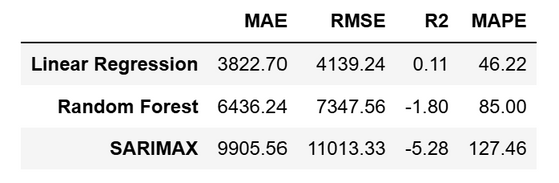 MAE RMSE R2 MAPE
Linear Regression 3822.70 4139.24 0.11 46.22
Random Forest 6436.24 7347.56 -1.80 85.00
SARIMAX 9905.56 11013.33 -5.28 127.46